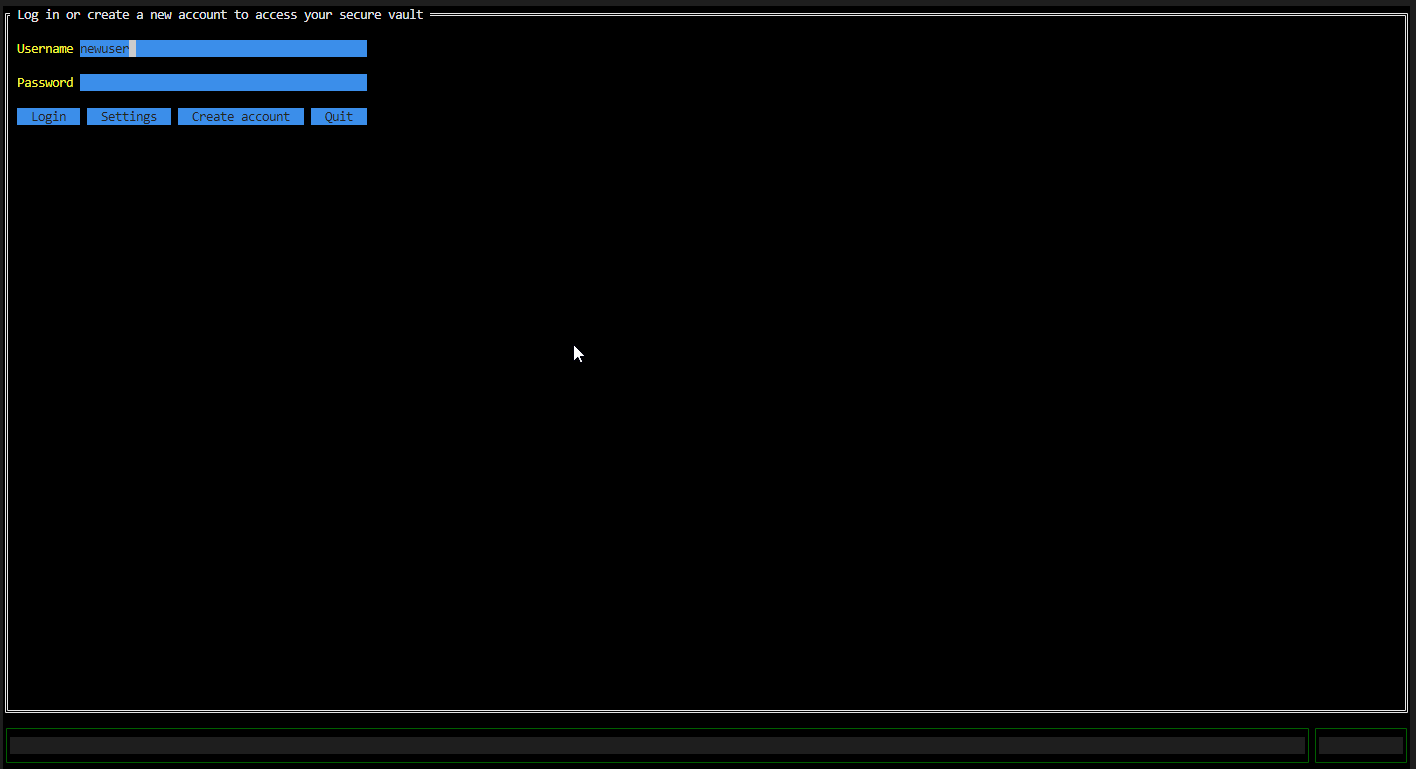 Log in or create a new account to access your secure vault
Username newuser
Password
Login Settings Create account Quit